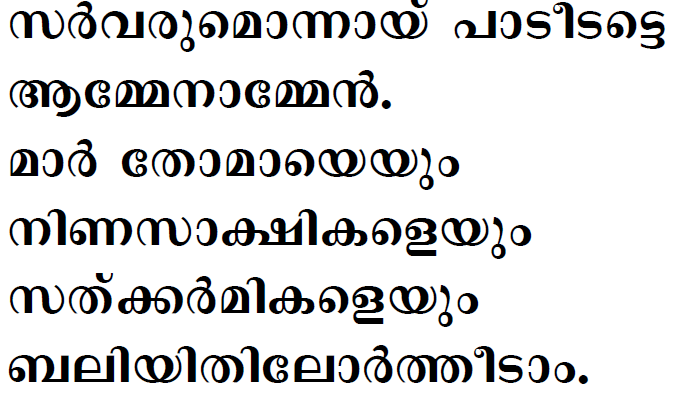 സർവരുമൊന്നായ് പാടീടട്ടെ
ആമ്മേനാമ്മേൻ.
മാർ തോമായെയും
നിണസാക്ഷികളെയും
സത്ക്കർമികളെയും
ബലിയിതിലോർത്തീടാം.